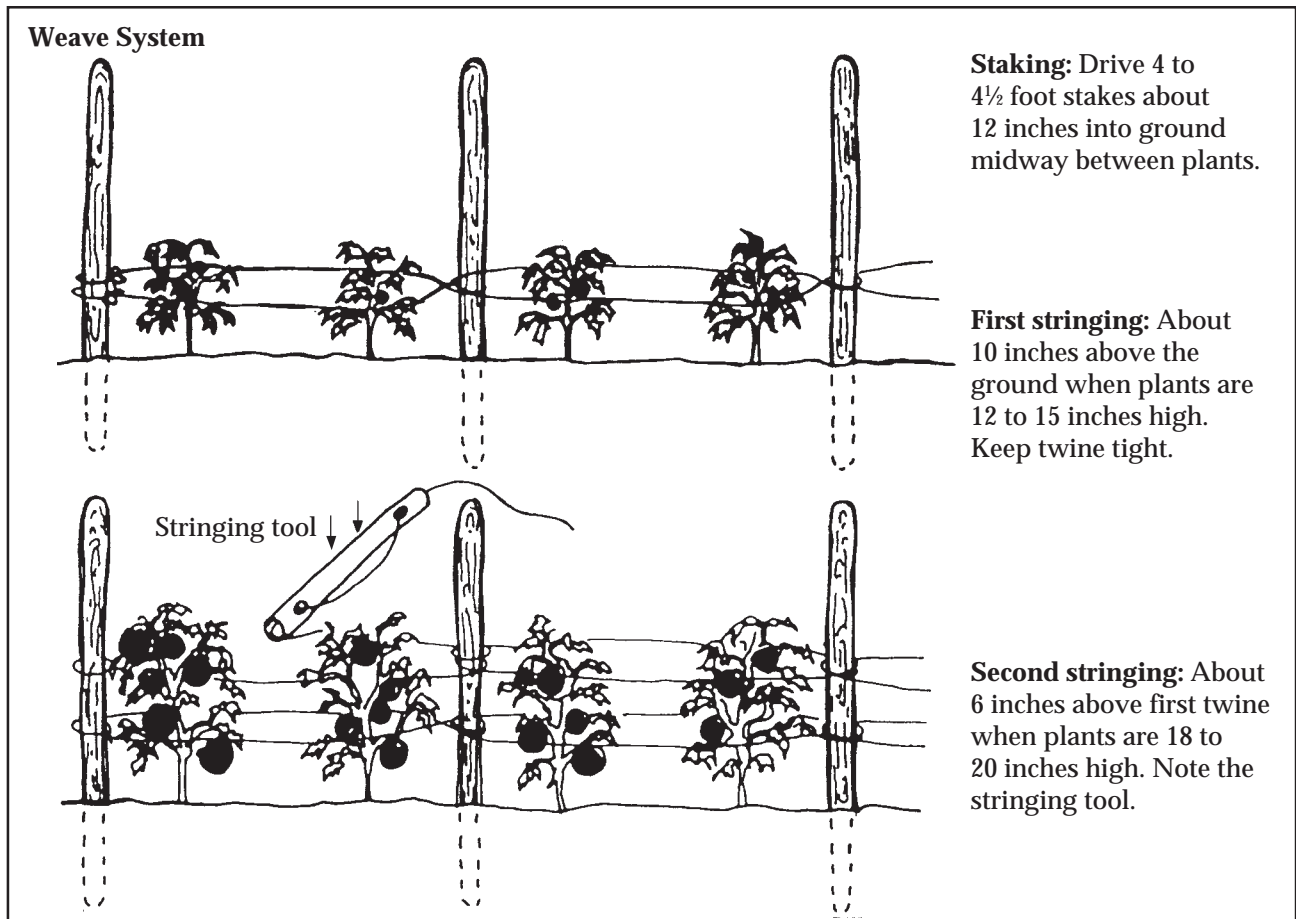 Weave System
Staking: Drive 4 to
4½ foot stakes about
12 inches into ground
midway between plants.
First stringing: About
10 inches above the
ground when plants are
12 to 15 inches high.
Keep twine tight.
Stringing tool
Second stringing: About
6 inches above first twine
when plants are 18 to
20 inches high. Note the
stringing tool.